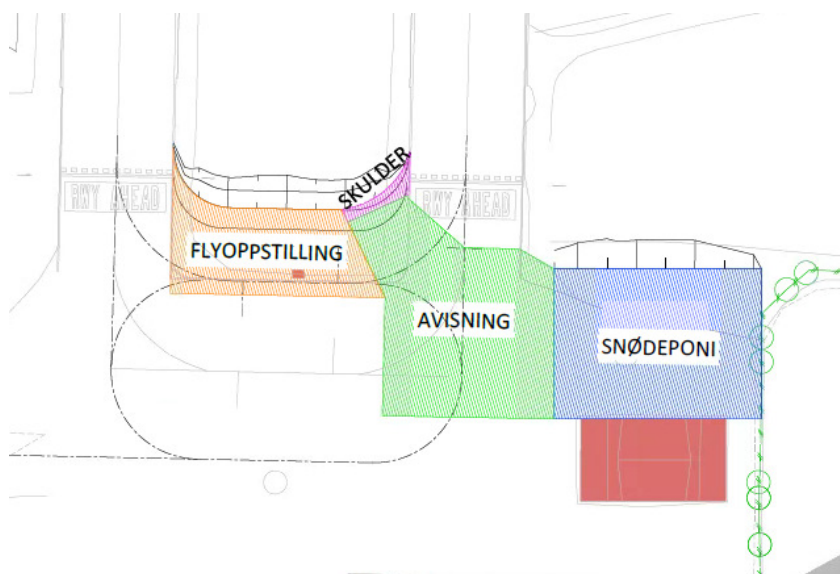 SKULDER
RWY AHEAD
RWY AHEAD
FLYOPPSTILLING
AVISNING
SNØDEPONI